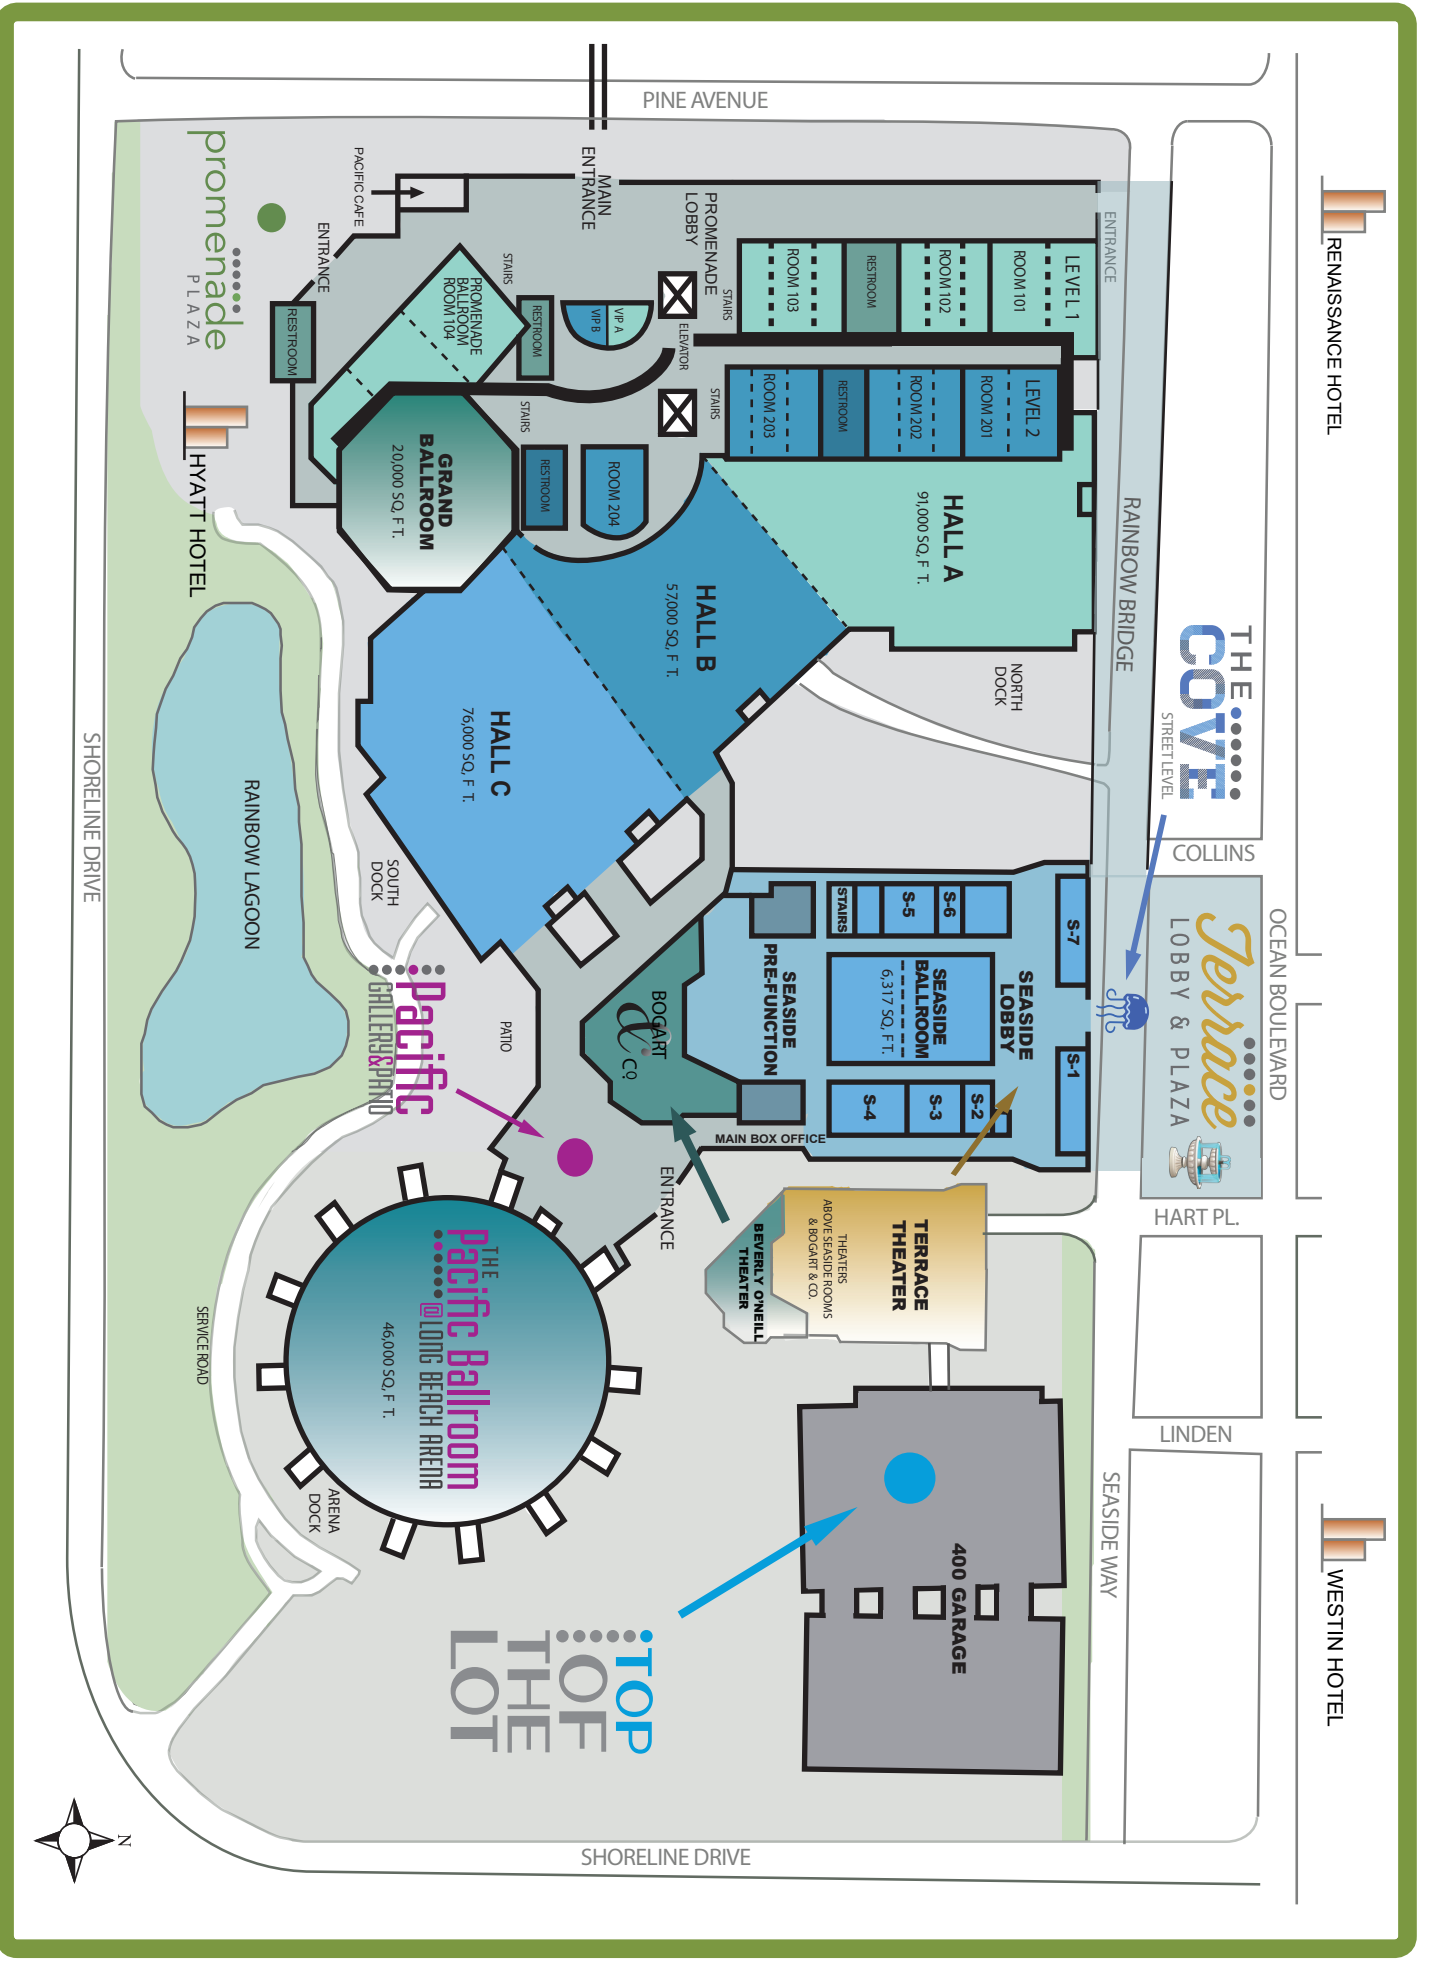 PINE AVENUE
RENAISSANCE HOTEL
OCEAN BOULEVARD
WESTIN HOTEL
THE
COVE
STREET LEVEL
COLLINS
Terrace
LOBBY & PLAZA
HART PL.
LINDEN
RAINBOW BRIDGE
SEASIDE WAY
ENTRANCE
LEVEL 1
ROOM 101
ROOM 102
RESTROOM
ROOM 103
STAIRS
PROMENADE
LOBBY
MAIN
ENTRANCE
ELEVATOR
LEVEL 2
ROOM 201
ROOM 202
RESTROOM
ROOM 203
STAIRS
ROOM 204
RESTROOM
STAIRS
VIP A
VIP B
RESTROOM
STAIRS
PROMENADE
BALLROOM
ROOM 104
PACIFIC CAFE
ENTRANCE
RESTROOM
promenade
PLAZA
HYATT HOTEL
GRAND
BALLROOM
20,000 SQ, F T.
HALL A
91,000 SQ, F T.
HALL B
57,000 SQ, F T.
HALL C
76,000 SQ, F T.
NORTH
DOCK
SOUTH
DOCK
RAINBOW LAGOON
SHORELINE DRIVE
S-7
S-1
SEASIDE
LOBBY
S-6
S-5
STAIRS
SEASIDE
BALLROOM
6,317 SQ, F T.
S-2
S-3
S-4
SEASIDE
PRE-FUNCTION
MAIN BOX OFFICE
BOGART
& CO.
PATIO
Pacific
GALLERY&PATIO
ENTRANCE
TERRACE
THEATER
THEATERS
ABOVE SEASIDE ROOMS
& BOGART & CO.
BEVERLY O'NEILL
THEATER
THE
Pacific Ballroom
@LONG BEACH ARENA
46,000 SQ, F T.
ARENA
DOCK
SERVICE ROAD
400 GARAGE
TOP
OF
THE
LOT
SHORELINE DRIVE
N